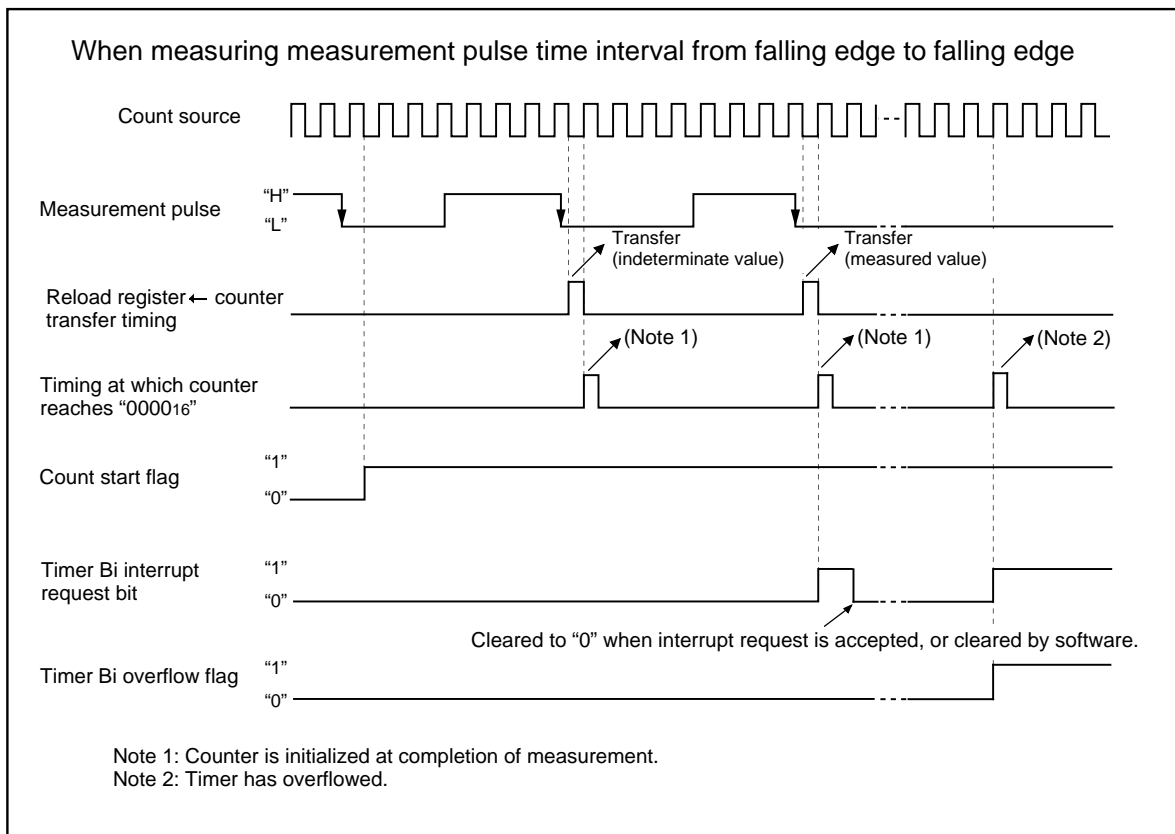 When measuring measurement pulse time interval from falling edge to falling edge
Count source
Measurement pulse
“H”
“L”
Transfer
(indeterminate value)
Transfer
(measured value)
Reload register ← counter
transfer timing
(Note 1)
(Note 1)
(Note 2)
Timing at which counter
reaches “000016”
Count start flag
“1”
“0”
Timer Bi interrupt
request bit
“1”
“0”
Cleared to “0” when interrupt request is accepted, or cleared by software.
Timer Bi overflow flag
“1”
“0”
Note 1: Counter is initialized at completion of measurement.
Note 2: Timer has overflowed.